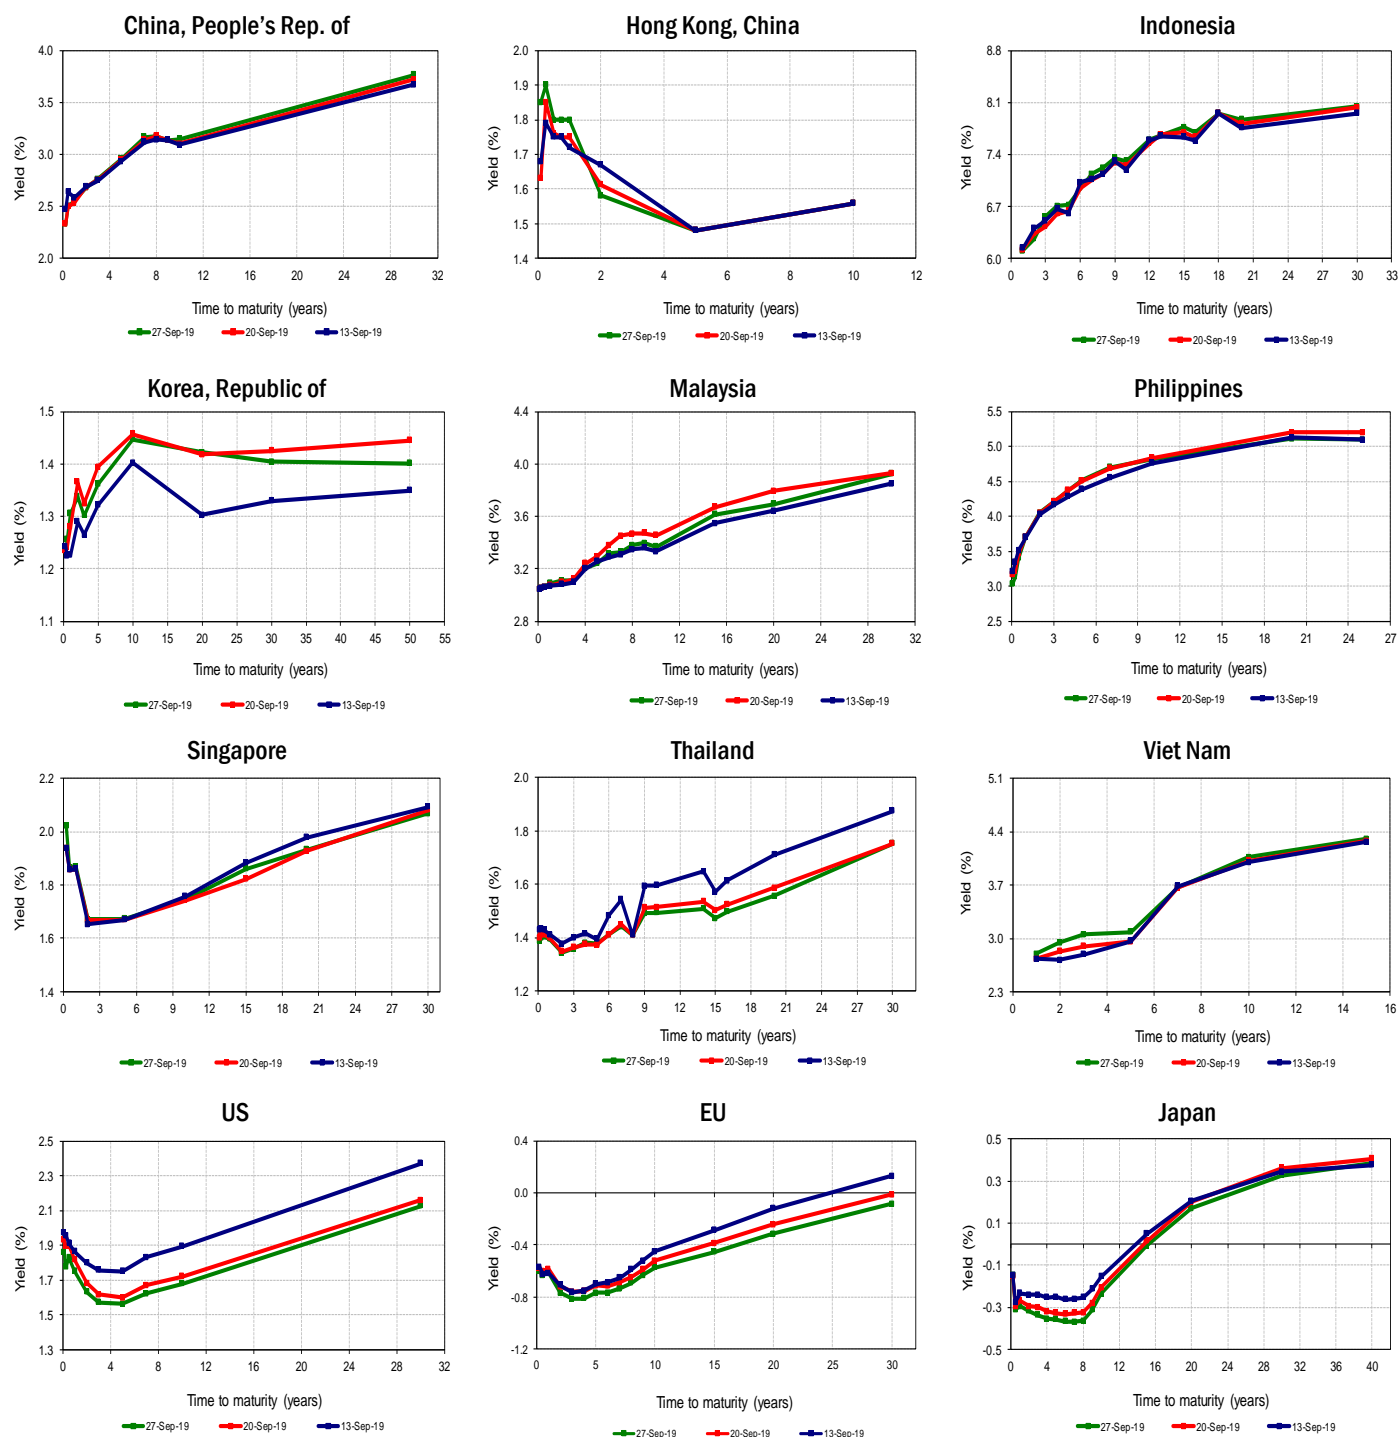 China, People's Rep. of
Yield (%)
4.0
3.5
3.0
2.5
2.0
0 4 8 12 16 20 24 28 32
Time to maturity (years)
27-Sep-19 20-Sep-19 13-Sep-19
Hong Kong, China
Yield (%)
2.0
1.9
1.8
1.7
1.6
1.5
1.4
0 2 4 6 8 10 12
Time to maturity (years)
27-Sep-19 20-Sep-19 13-Sep-19
Indonesia
Yield (%)
8.8
8.1
7.4
6.7
6.0
0 3 6 9 12 15 18 21 24 27 30 33
Time to maturity (years)
27-Sep-19 20-Sep-19 13-Sep-19
Korea, Republic of
Yield (%)
1.5
1.4
1.3
1.2
1.1
0 5 10 15 20 25 30 35 40 45 50 55
Time to maturity (years)
27-Sep-19 20-Sep-19 13-Sep-19
Malaysia
Yield (%)
4.4
4.0
3.6
3.2
2.8
0 4 8 12 16 20 24 28 32
Time to maturity (years)
27-Sep-19 20-Sep-19 13-Sep-19
Philippines
Yield (%)
5.5
5.0
4.5
4.0
3.5
3.0
2.5
0 3 6 9 12 15 18 21 24 27
Time to maturity (years)
27-Sep-19 20-Sep-19 13-Sep-19
Singapore
Yield (%)
2.2
2.0
1.8
1.6
1.4
0 3 6 9 12 15 18 21 24 27 30
Time to maturity (years)
27-Sep-19 20-Sep-19 13-Sep-19
Thailand
Yield (%)
2.0
1.8
1.6
1.4
1.2
0 3 6 9 12 15 18 21 24 27 30
Time to maturity (years)
27-Sep-19 20-Sep-19 13-Sep-19
Viet Nam
Yield (%)
5.1
4.4
3.7
3.0
2.3
0 2 4 6 8 10 12 14 16
Time to maturity (years)
27-Sep-19 20-Sep-19 13-Sep-19
US
Yield (%)
2.5
2.3
2.1
1.9
1.7
1.5
1.3
0 4 8 12 16 20 24 28 32
Time to maturity (years)
27-Sep-19 20-Sep-19 13-Sep-19
EU
Yield (%)
0.4
0.0
-0.4
-0.8
-1.2
0 5 10 15 20 25 30
Time to maturity (years)
27-Sep-19 20-Sep-19 13-Sep-19
Japan
Yield (%)
0.5
0.3
0.1
-0.1
-0.3
-0.5
0 4 8 12 16 20 24 28 32 36 40
Time to maturity (years)
27-Sep-19 20-Sep-19 13-Sep-19